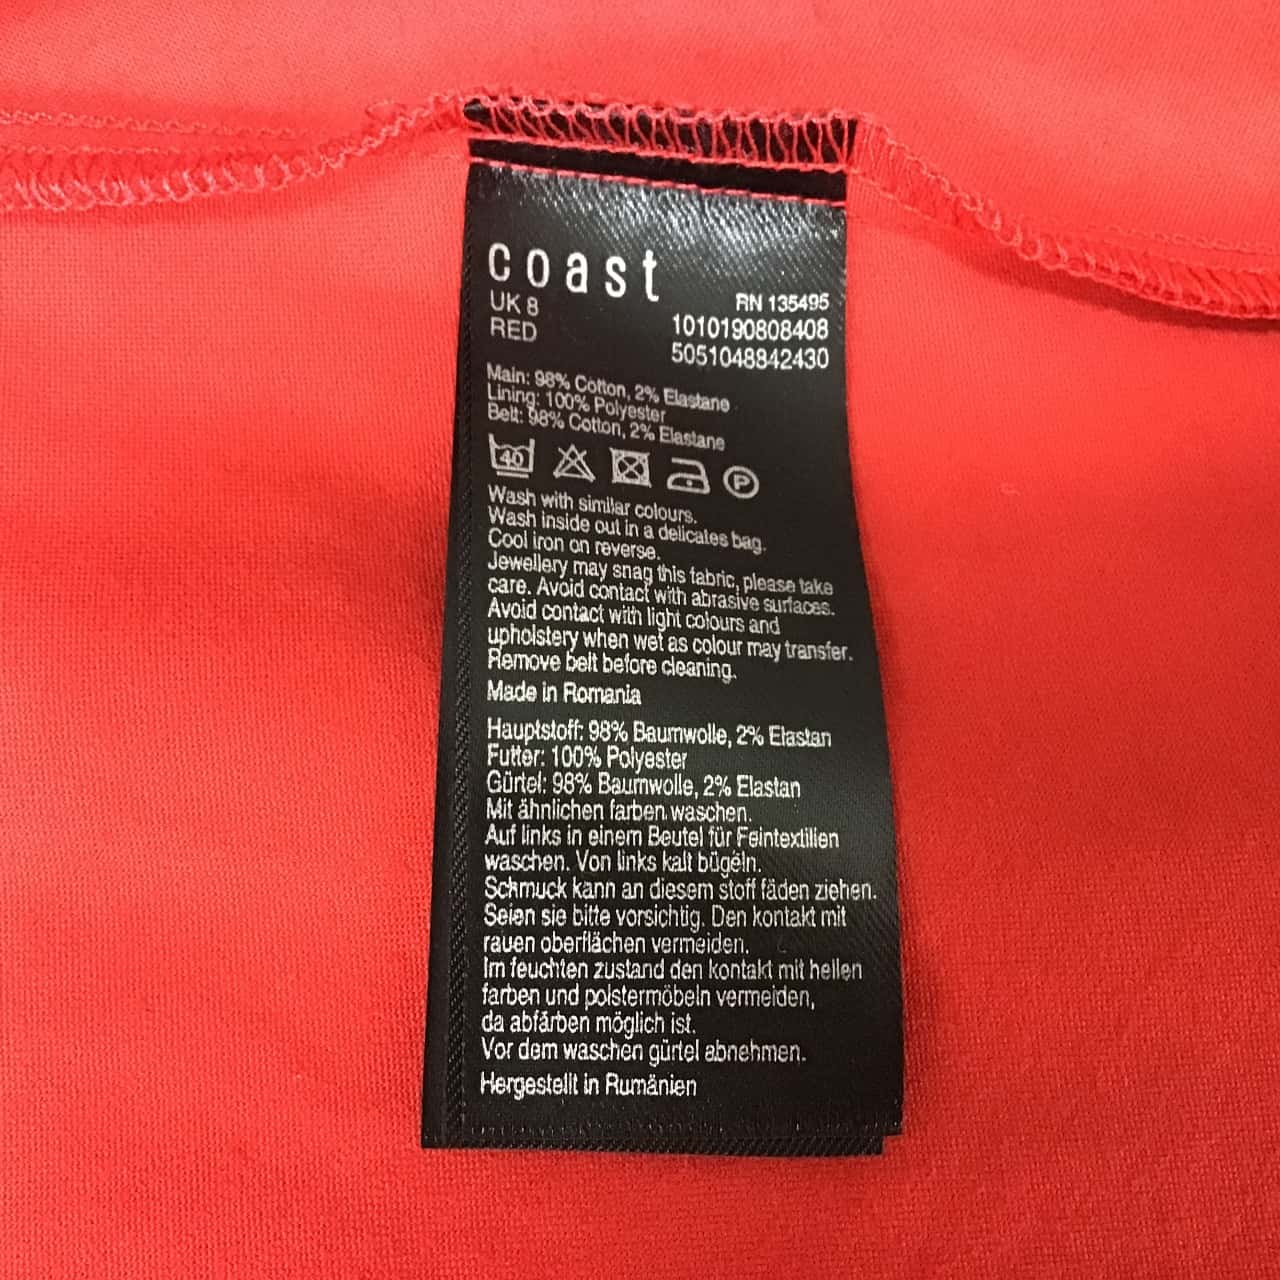 coast
UK 8
RN 135495
RED
1010190808408
5051048842430
Main: 98% Cotton, 2% Elastane
Lining: 100% Polyester
Belt: 98% Cotton, 2% Elastane
40 P
Wash with similar colours.
Wash inside out in a delicates bag.
Cool iron on reverse.
Jewellery may snag this fabric, please take
care. Avoid contact with abrasive surfaces.
Avoid contact with light colours and
upholstery when wet as colour may transfer.
Remove belt before cleaning.
Made in Romania
Hauptstoff: 98% Baumwolle, 2% Elastan
Futter: 100% Polyester
Gürtel: 98% Baumwolle, 2% Elastan
Mit ähnlichen farben waschen.
Auf links in einem Beutel für Feintextilien
waschen. Von links kalt bügeln.
Schmuck kann an diesem stoff fäden ziehen.
Seien sie bitte vorsichtig. Den kontakt mit
rauen oberflächen vermeiden.
Im feuchten zustand den kontakt mit hellen
farben und polstermöbeln vermeiden,
da abfärben möglich ist.
Vor dem waschen gürtel abnehmen.
Hergestellt in Rumänien